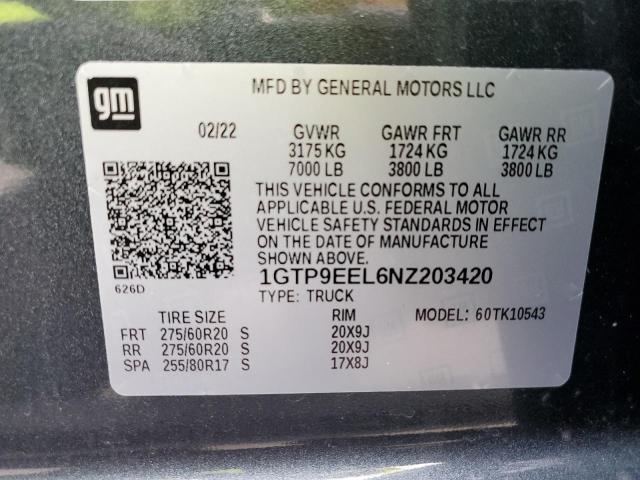 gm
MFD BY GENERAL MOTORS LLC
02/22 GVWR GAWR FRT GAWR RR
3175 KG 1724 KG 1724 KG
7000 LB 3800 LB 3800 LB
THIS VEHICLE CONFORMS TO ALL
APPLICABLE U.S. FEDERAL MOTOR
VEHICLE SAFETY STANDARDS IN EFFECT
ON THE DATE OF MANUFACTURE
SHOWN ABOVE.
626D
1GTP9EEL6NZ203420
TYPE: TRUCK
TIRE SIZE RIM MODEL: 60TK10543
FRT 275/60R20 S 20X9J
RR 275/60R20 S 20X9J
SPA 255/80R17 S 17X8J